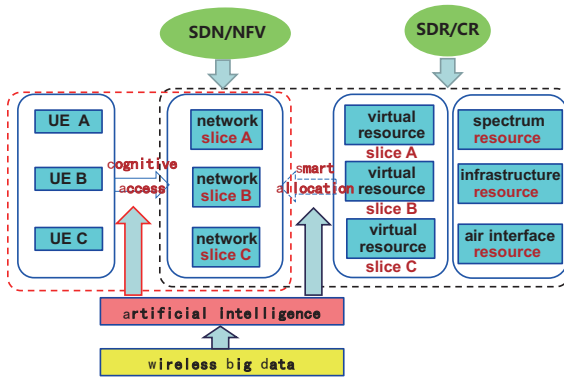 SDN/NFV
SDR/CR
UE A
UE B
UE C
cognitive
access
network
slice A
network
slice B
network
slice C
smart
allocation
virtual
resource
slice A
virtual
resource
slice B
virtual
resource
slice C
spectrum
resource
infrastructure
resource
air interface
resource
artificial intelligence
wireless big data